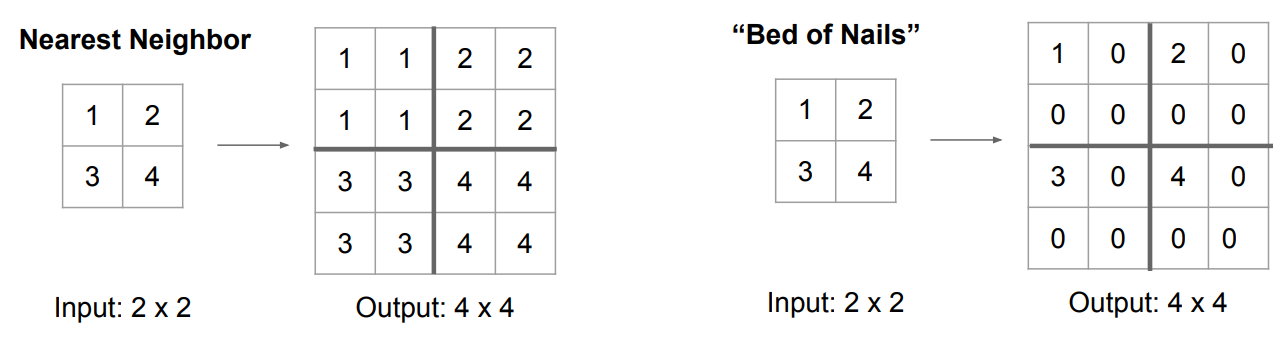 Nearest Neighbor
1 2
3 4
1 1 2 2
1 1 2 2
3 3 4 4
3 3 4 4
Input: 2 x 2
Output: 4 x 4
“Bed of Nails”
1 2
3 4
1 0 2 0
0 0 0 0
3 0 4 0
0 0 0 0
Input: 2 x 2
Output: 4 x 4